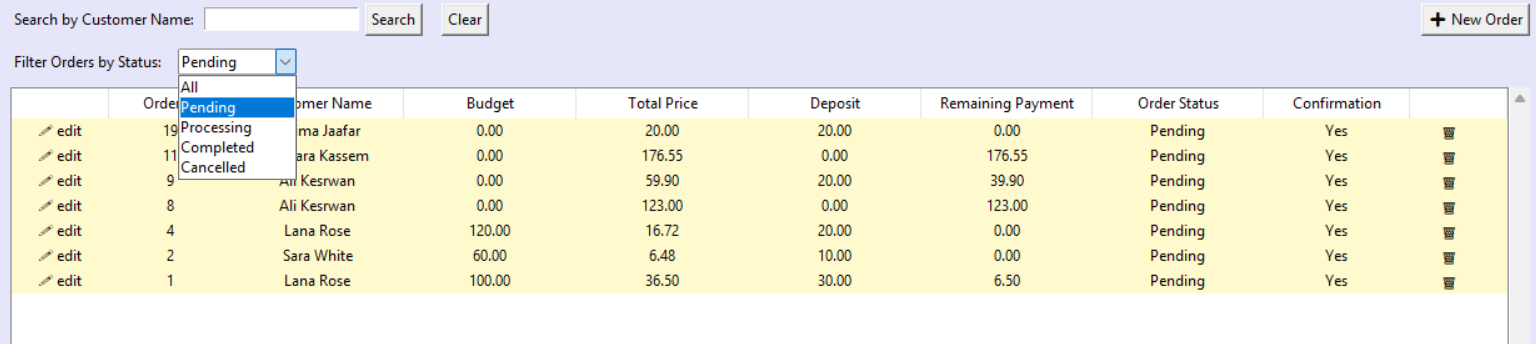 Search by Customer Name: Search Clear + New Order
Filter Orders by Status: Pending
All
Pending
Processing
Completed
Cancelled
Order omer Name Budget Total Price Deposit Remaining Payment Order Status Confirmation
edit 19 ma Jaafar 0.00 20.00 20.00 0.00 Pending Yes
edit 11 ara Kassem 0.00 176.55 0.00 176.55 Pending Yes
edit 9 Ali Kesrwan 0.00 59.90 20.00 39.90 Pending Yes
edit 8 Ali Kesrwan 0.00 123.00 0.00 123.00 Pending Yes
edit 4 Lana Rose 120.00 16.72 20.00 0.00 Pending Yes
edit 2 Sara White 60.00 6.48 10.00 0.00 Pending Yes
edit 1 Lana Rose 100.00 36.50 30.00 6.50 Pending Yes